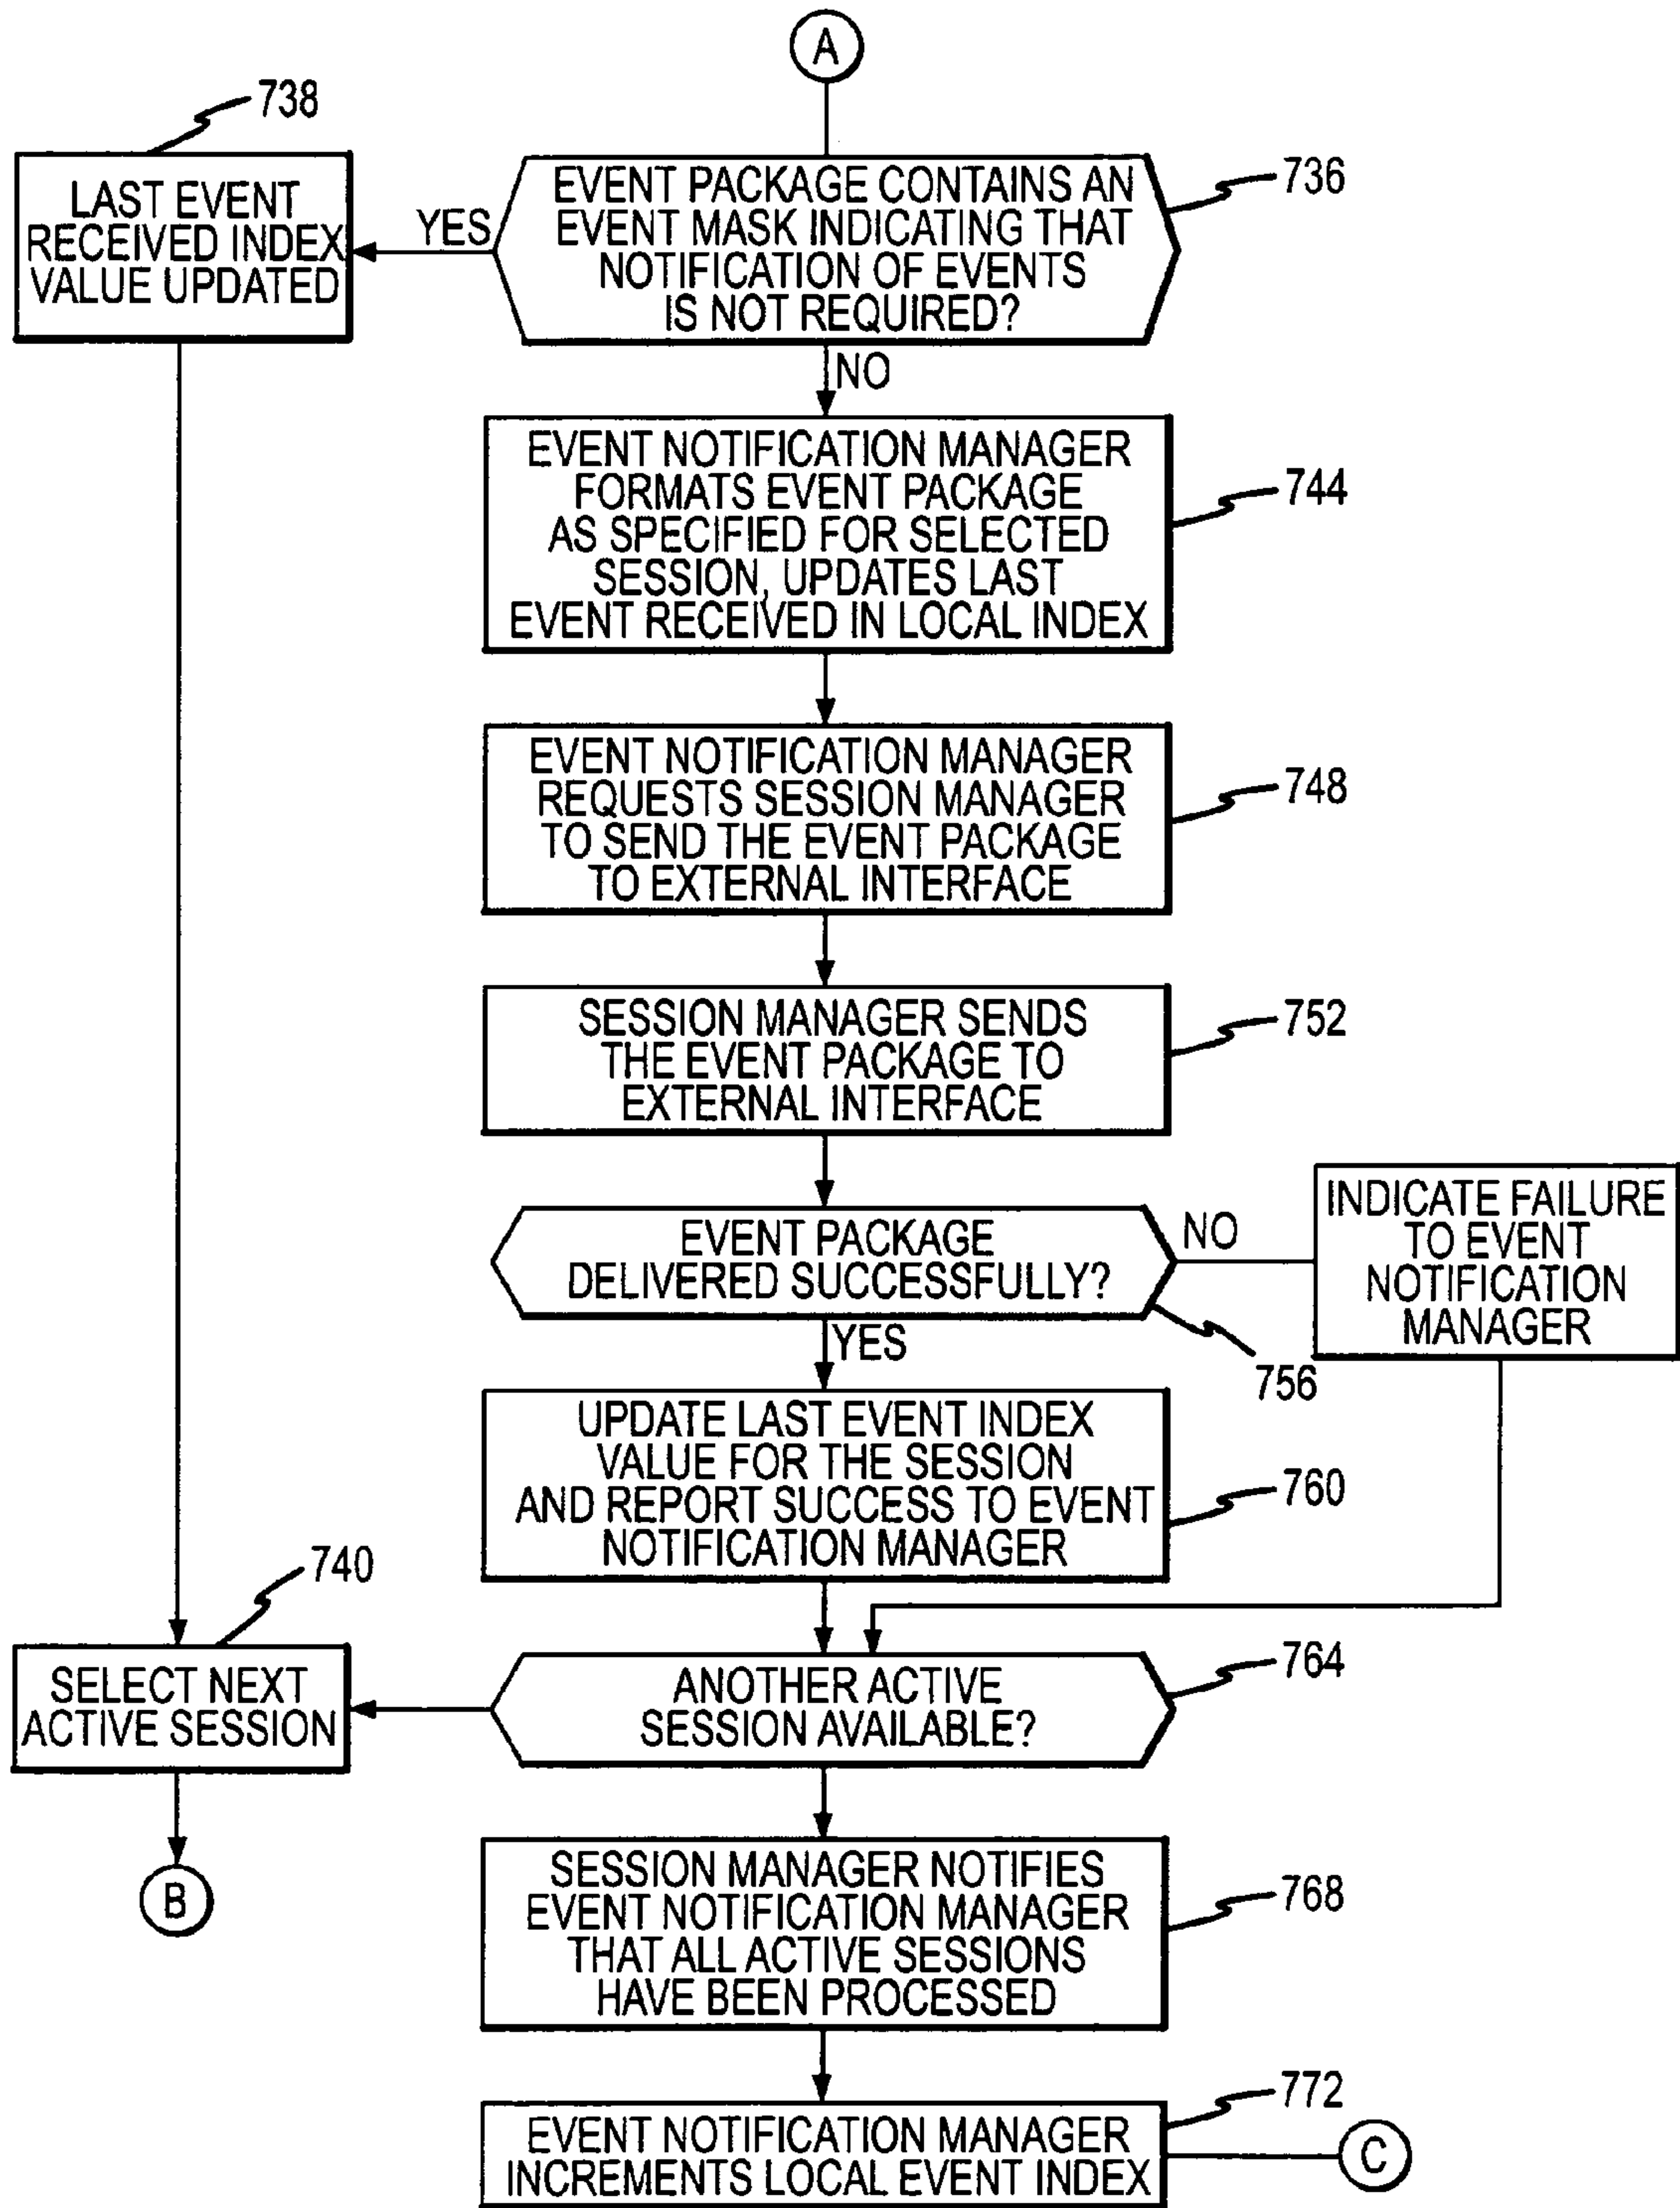 A
738
LAST EVENT
RECEIVED INDEX
VALUE UPDATED
YES
EVENT PACKAGE CONTAINS AN
EVENT MASK INDICATING THAT
NOTIFICATION OF EVENTS
IS NOT REQUIRED?
736
NO
EVENT NOTIFICATION MANAGER
FORMATS EVENT PACKAGE
AS SPECIFIED FOR SELECTED
SESSION, UPDATES LAST
EVENT RECEIVED IN LOCAL INDEX
744
EVENT NOTIFICATION MANAGER
REQUESTS SESSION MANAGER
TO SEND THE EVENT PACKAGE
TO EXTERNAL INTERFACE
748
SESSION MANAGER SENDS
THE EVENT PACKAGE TO
EXTERNAL INTERFACE
752
EVENT PACKAGE
DELIVERED SUCCESSFULLY?
NO
756
INDICATE FAILURE
TO EVENT
NOTIFICATION
MANAGER
YES
UPDATE LAST EVENT INDEX
VALUE FOR THE SESSION
AND REPORT SUCCESS TO EVENT
NOTIFICATION MANAGER
760
740
SELECT NEXT
ACTIVE SESSION
ANOTHER ACTIVE
SESSION AVAILABLE?
764
B
SESSION MANAGER NOTIFIES
EVENT NOTIFICATION MANAGER
THAT ALL ACTIVE SESSIONS
HAVE BEEN PROCESSED
768
EVENT NOTIFICATION MANAGER
INCREMENTS LOCAL EVENT INDEX
772
C